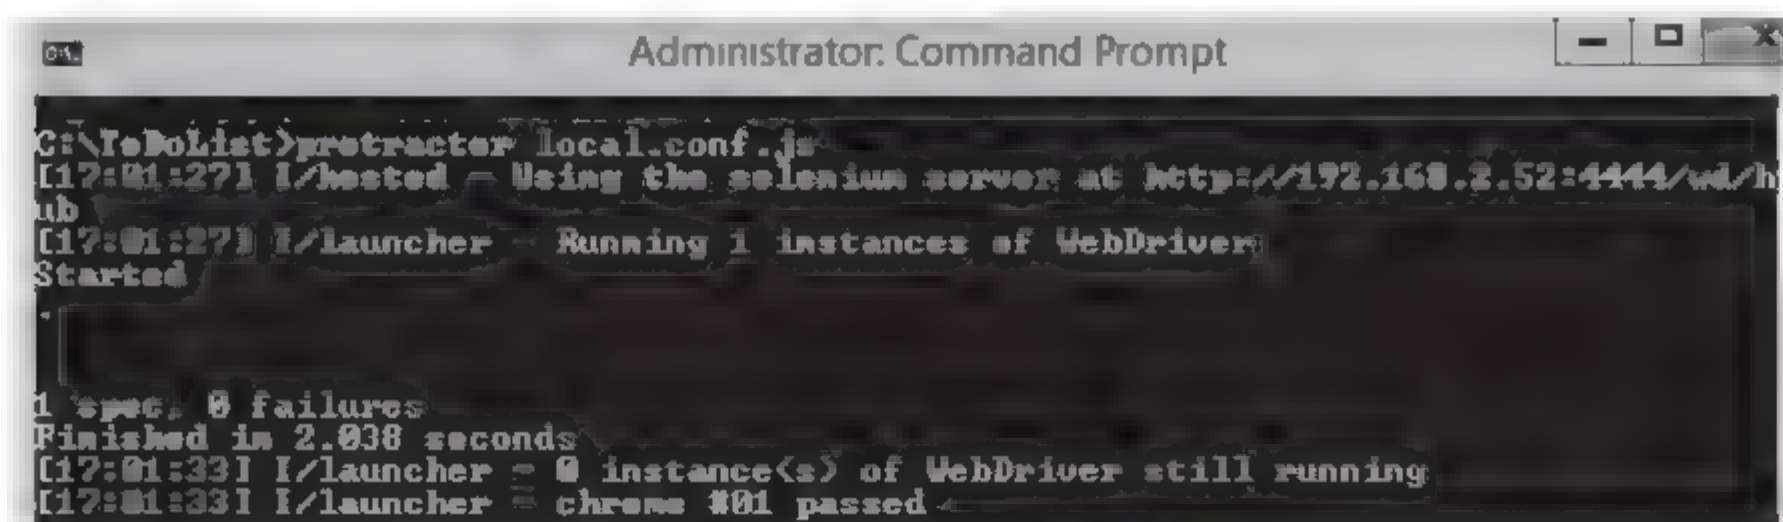 Administrator: Command Prompt
C:\ToDoList>protractor local.conf.js
[17:01:27] I/hosted - Using the selenium server at http://192.168.2.52:4444/wd/h
ub
[17:01:27] I/launcher - Running 1 instances of WebDriver
Started
.
1 spec, 0 failures
Finished in 2.038 seconds
[17:01:33] I/launcher - 0 instance(s) of WebDriver still running
[17:01:33] I/launcher - chrome #01 passed